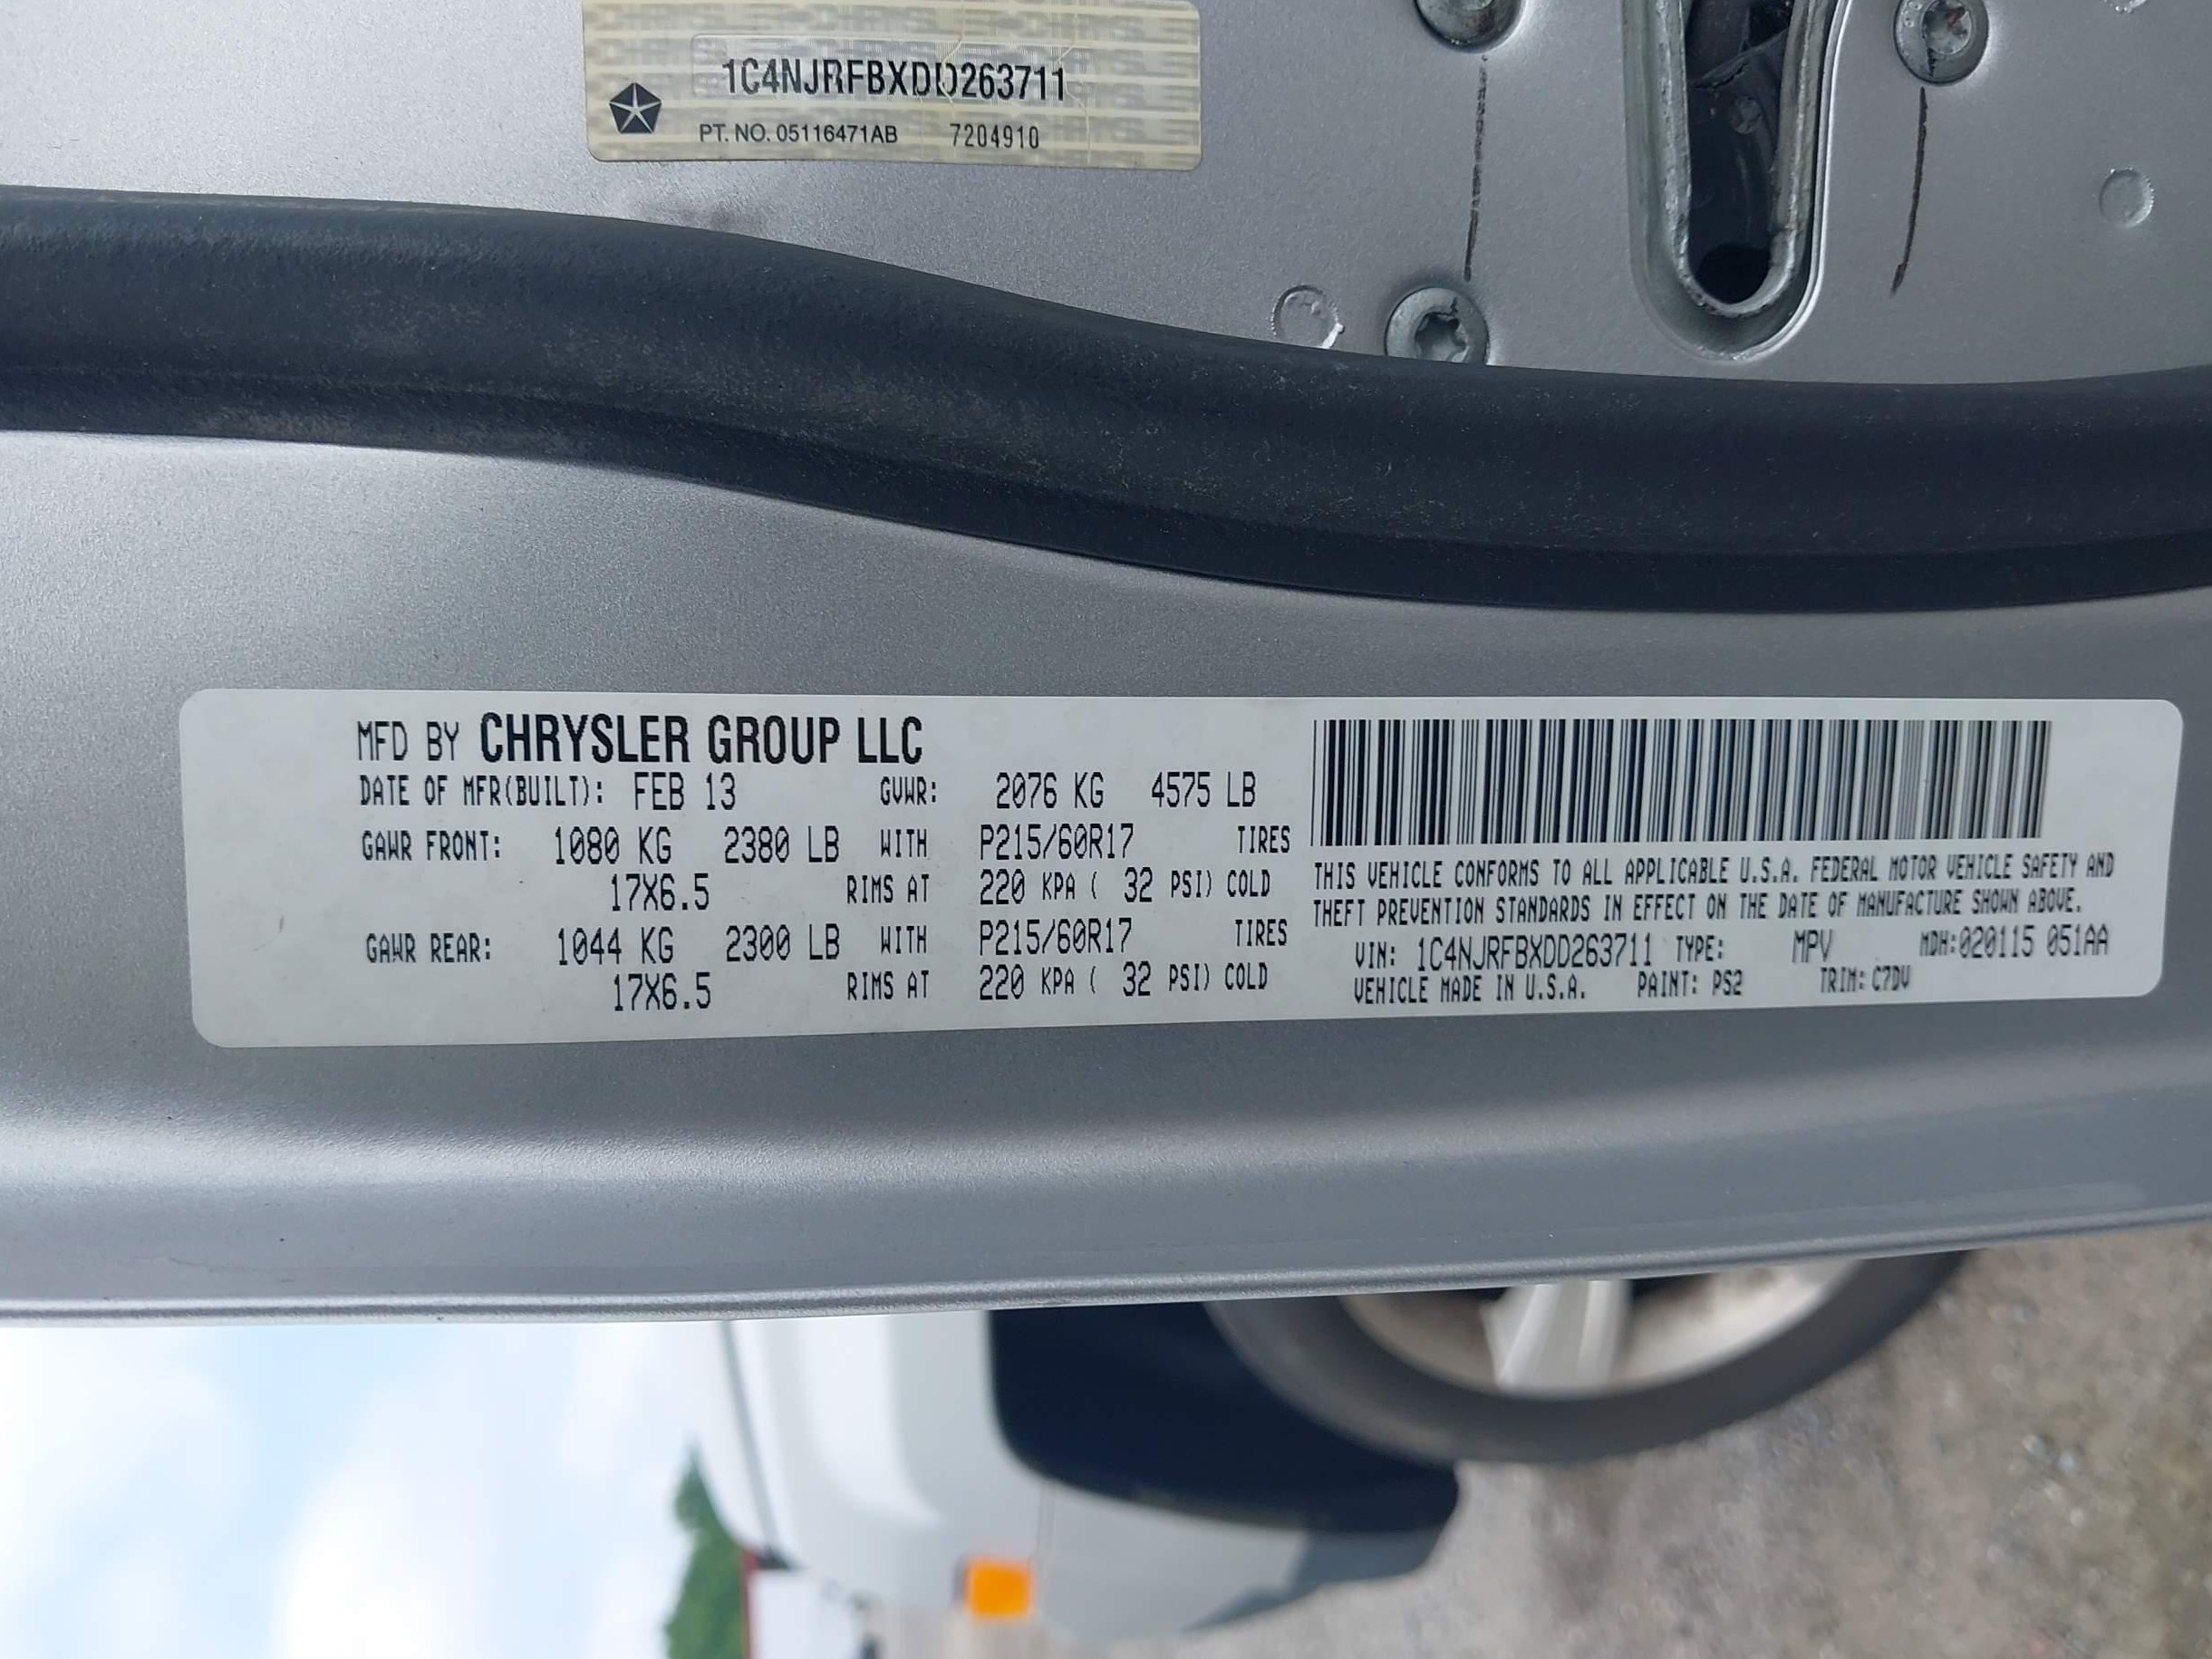 1C4NJRFBXDD263711
PT. NO. 05116471AB 7204910
MFD BY CHRYSLER GROUP LLC
DATE OF MFR(BUILT): FEB 13 GVWR: 2076 KG 4575 LB
GAWR FRONT: 1080 KG 2380 LB WITH P215/60R17 TIRES
17X6.5 RIMS AT 220 KPA ( 32 PSI) COLD
GAWR REAR: 1044 KG 2300 LB WITH P215/60R17 TIRES
17X6.5 RIMS AT 220 KPA ( 32 PSI) COLD
THIS VEHICLE CONFORMS TO ALL APPLICABLE U.S.A. FEDERAL MOTOR VEHICLE SAFETY AND
THEFT PREVENTION STANDARDS IN EFFECT ON THE DATE OF MANUFACTURE SHOWN ABOVE.
VIN: 1C4NJRFBXDD263711 TYPE: MPV MDH:020115 051AA
VEHICLE MADE IN U.S.A. PAINT: PS2 TRIM: C7DV